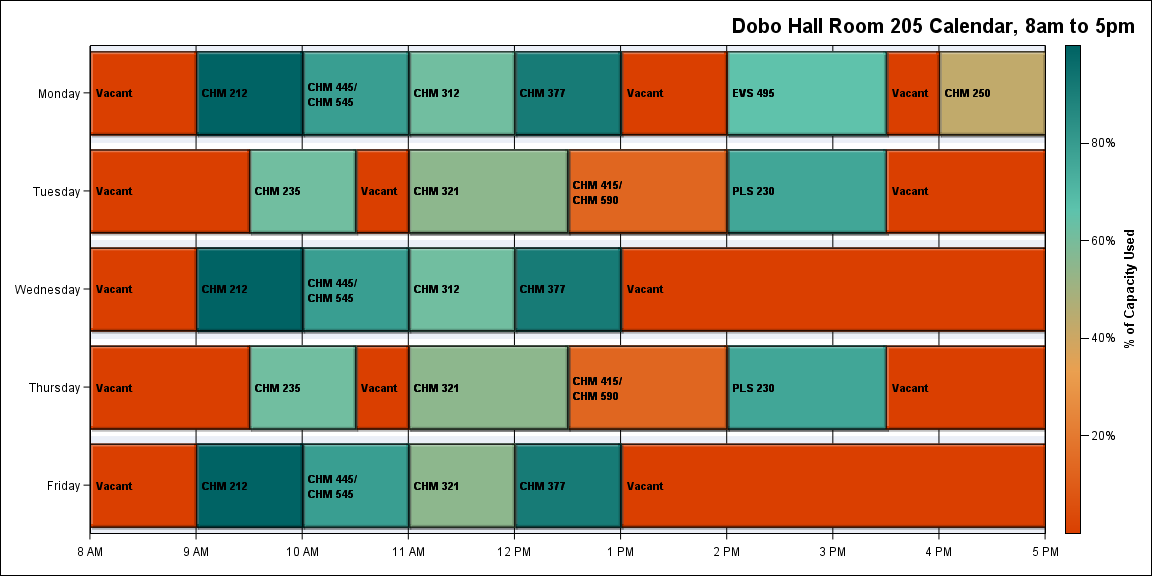 Dobo Hall Room 205 Calendar, 8am to 5pm
Monday
Vacant
CHM 212
CHM 445/
CHM 545
CHM 312
CHM 377
Vacant
EVS 495
Vacant
CHM 250
Tuesday
Vacant
CHM 235
Vacant
CHM 321
CHM 415/
CHM 590
PLS 230
Vacant
Wednesday
Vacant
CHM 212
CHM 445/
CHM 545
CHM 312
CHM 377
Vacant
Thursday
Vacant
CHM 235
Vacant
CHM 321
CHM 415/
CHM 590
PLS 230
Vacant
Friday
Vacant
CHM 212
CHM 445/
CHM 545
CHM 321
CHM 377
Vacant
8 AM
9 AM
10 AM
11 AM
12 PM
1 PM
2 PM
3 PM
4 PM
5 PM
80%
60%
40%
20%
% of Capacity Used